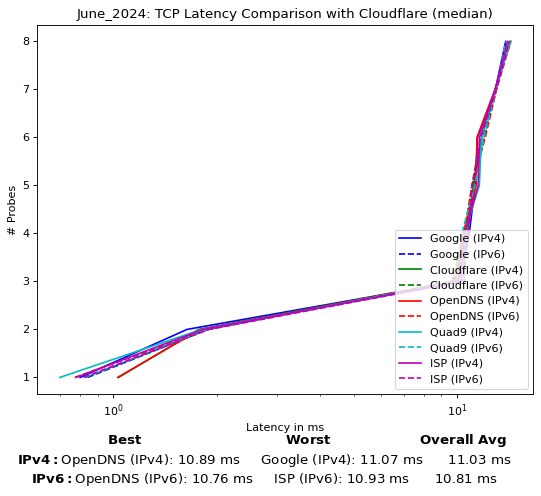 June_2024: TCP Latency Comparison with Cloudflare (median)
8
7
6
5
4
3
2
1
# Probes
Google (IPv4)
Google (IPv6)
Cloudflare (IPv4)
Cloudflare (IPv6)
OpenDNS (IPv4)
OpenDNS (IPv6)
Quad9 (IPv4)
Quad9 (IPv6)
ISP (IPv4)
ISP (IPv6)
10⁰ 10¹
Latency in ms
Best Worst Overall Avg
IPv4: OpenDNS (IPv4): 10.89 ms Google (IPv4): 11.07 ms 11.03 ms
IPv6: OpenDNS (IPv6): 10.76 ms ISP (IPv6): 10.93 ms 10.81 ms